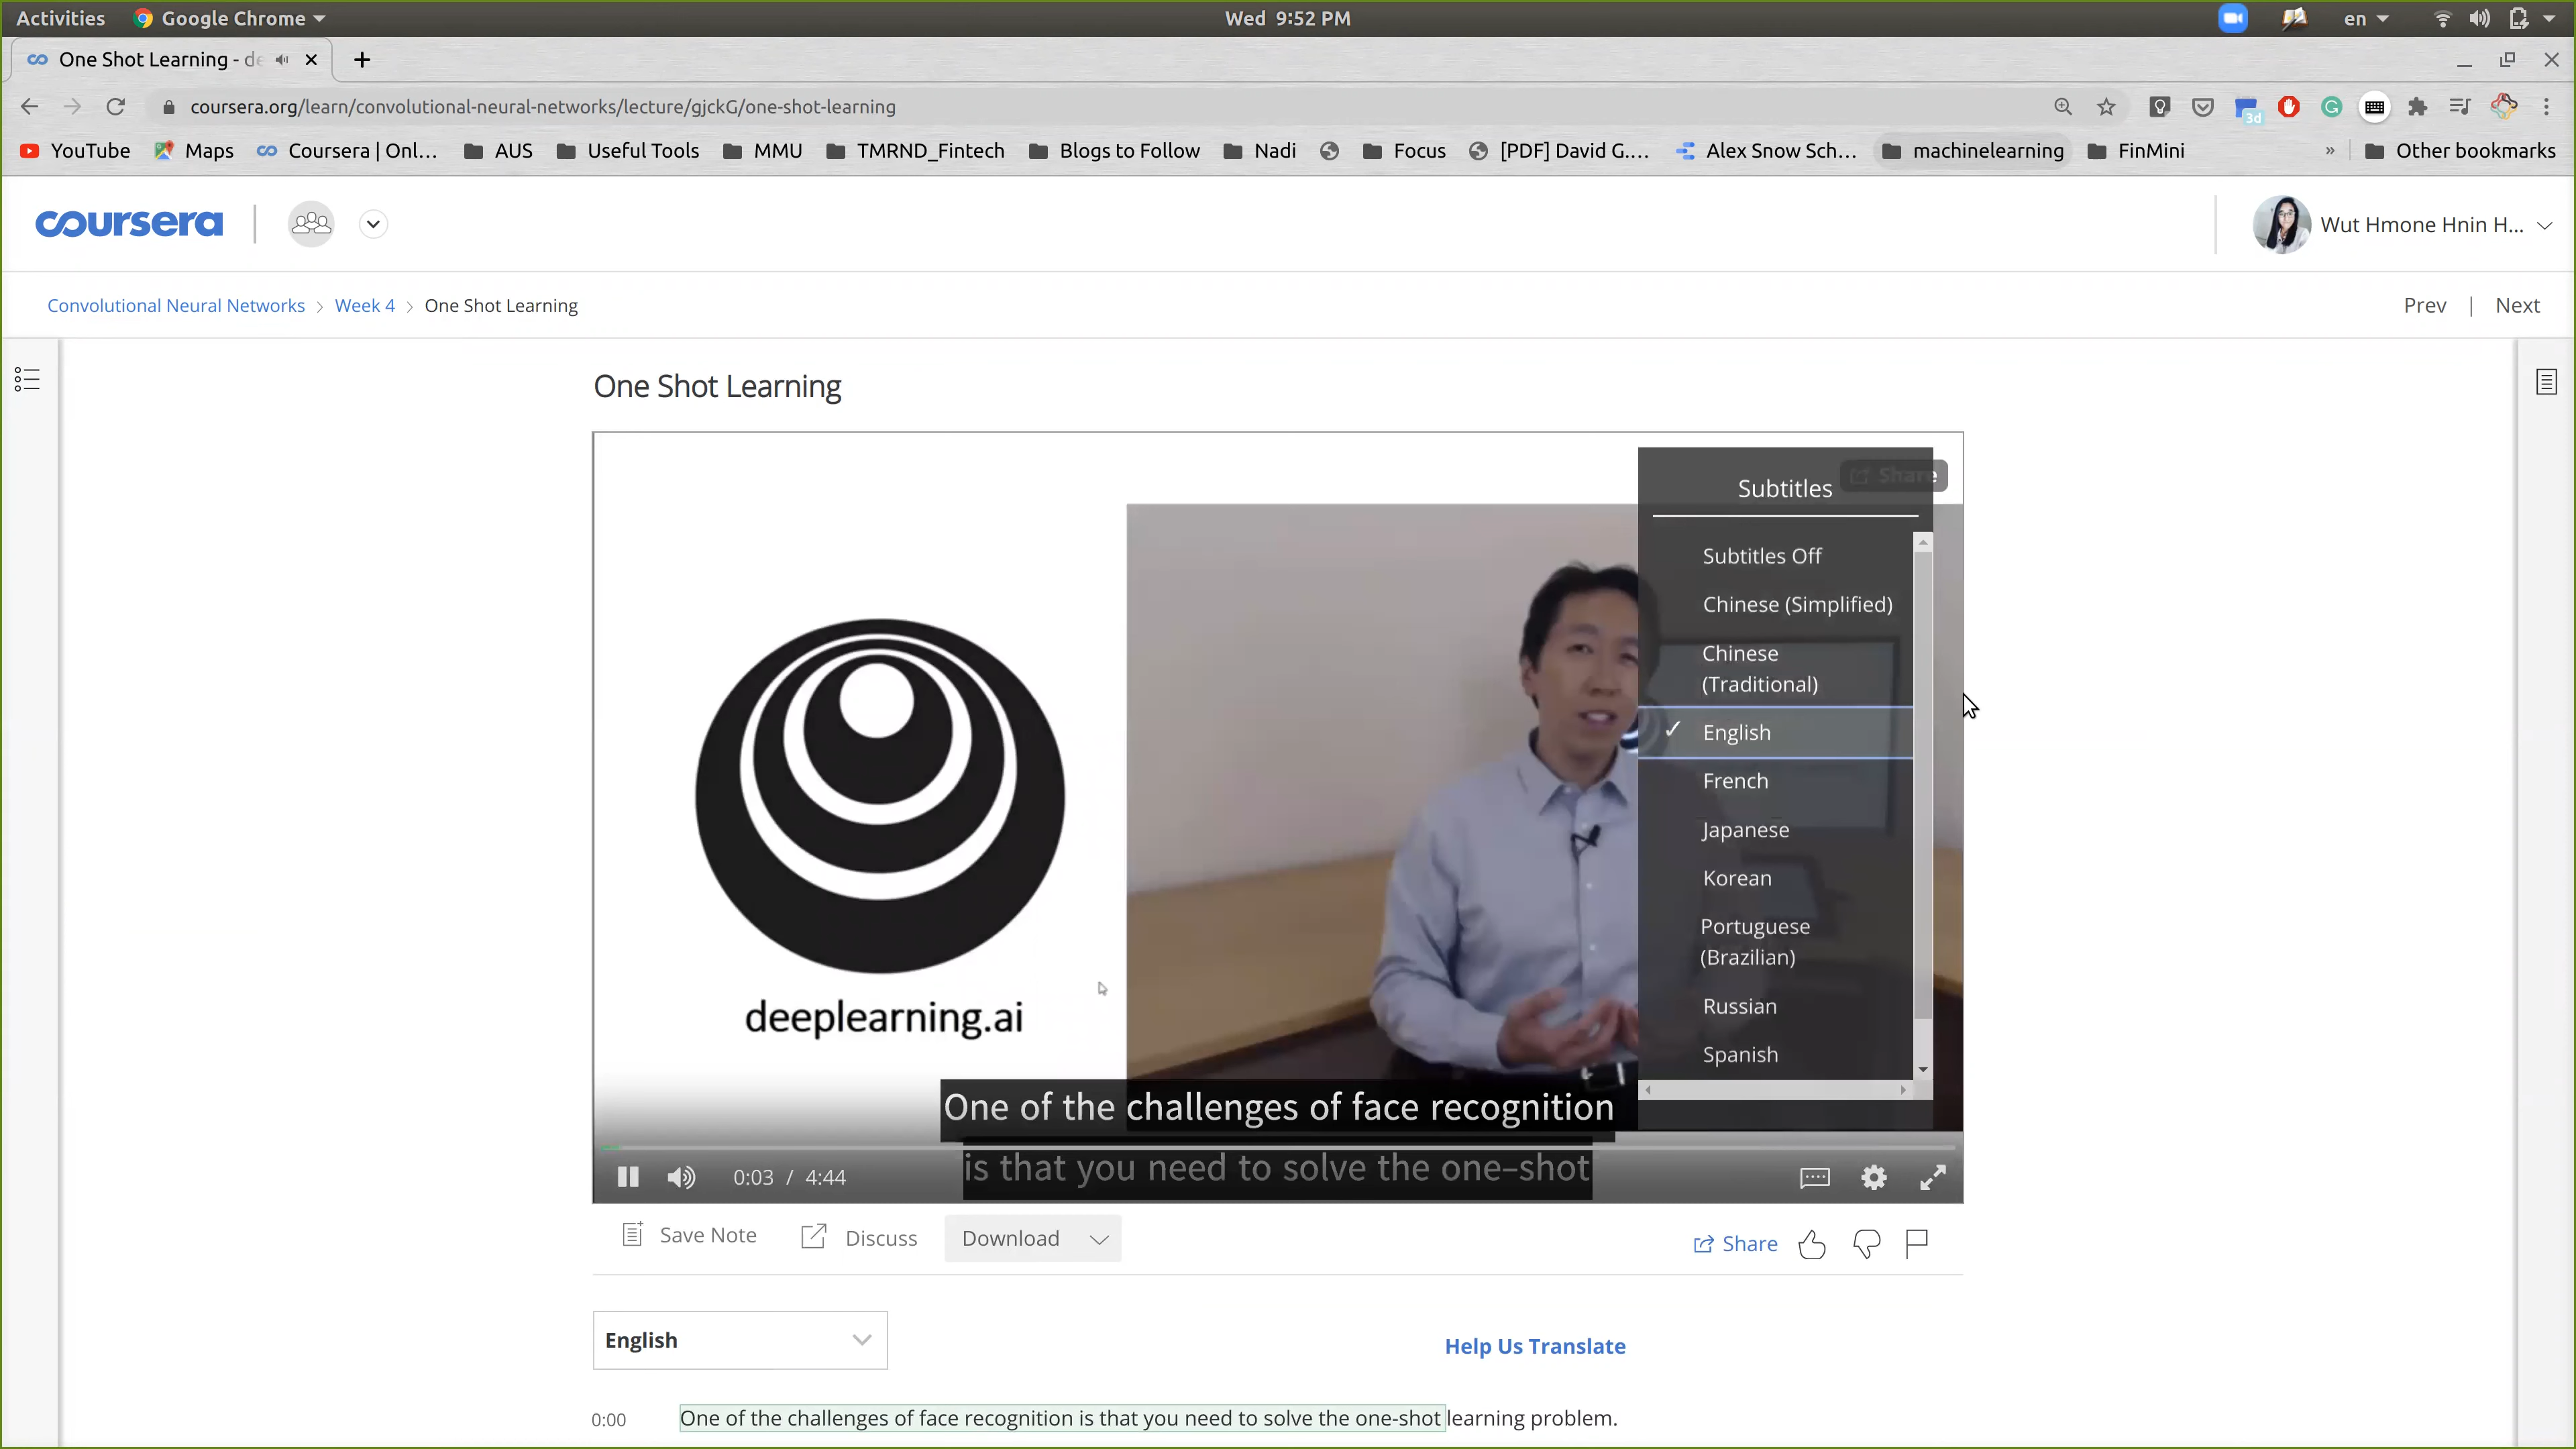 Activities Google Chrome Wed 9:52 PM en
One Shot Learning - de
coursera.org/learn/convolutional-neural-networks/lecture/gjckG/one-shot-learning 3d
YouTube Maps Coursera | Onl... AUS Useful Tools MMU TMRND_Fintech Blogs to Follow Nadi Focus [PDF] David G.... Alex Snow Sch... machinelearning FinMini » Other bookmarks
coursera Wut Hmone Hnin H...
Convolutional Neural Networks > Week 4 > One Shot Learning Prev | Next
One Shot Learning
Share
Subtitles
Subtitles Off
Chinese (Simplified)
Chinese
(Traditional)
✓ English
French
Japanese
Korean
Portuguese
(Brazilian)
Russian
Spanish
deeplearning.ai
One of the challenges of face recognition
is that you need to solve the one-shot
0:03 / 4:44
Save Note Discuss Download Share
English Help Us Translate
0:00 One of the challenges of face recognition is that you need to solve the one-shot learning problem.